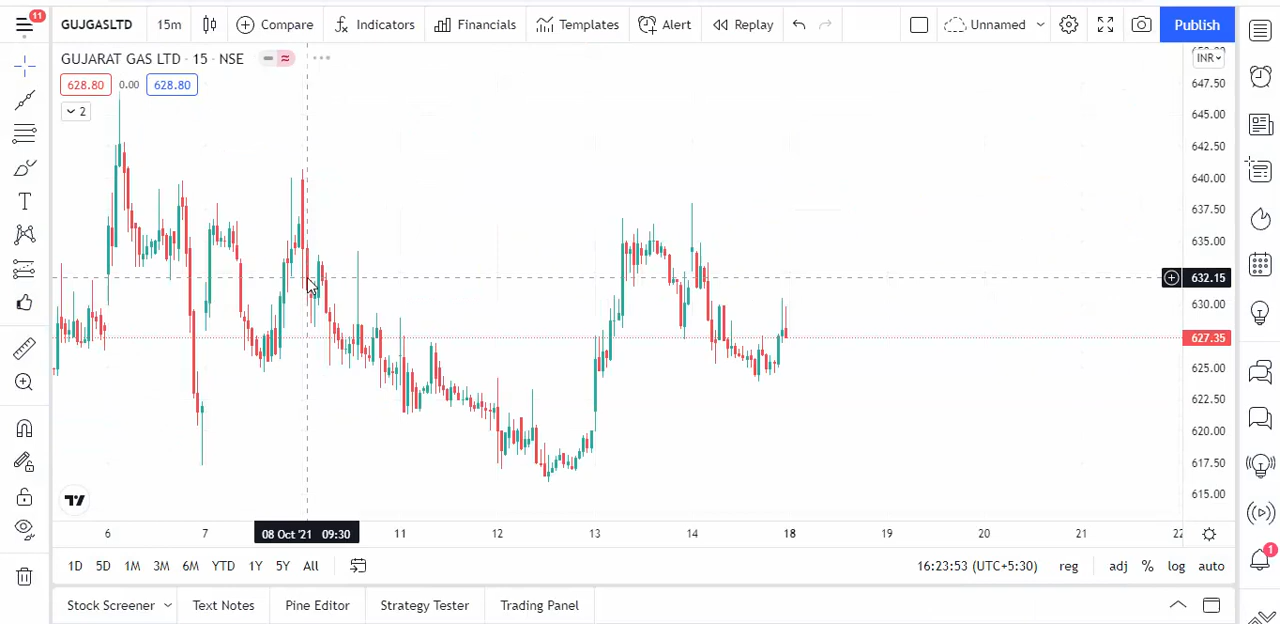 11
GUJGASLTD 15m Compare Indicators Financials Templates Alert Replay Unnamed Publish
GUJARAT GAS LTD · 15 · NSE
INR
628.80 0.00 628.80
2
647.50
645.00
642.50
640.00
637.50
635.00
632.15
630.00
627.35
625.00
622.50
620.00
617.50
615.00
6 7 08 Oct '21 09:30 11 12 13 14 18 19 20 21 22
1D 5D 1M 3M 6M YTD 1Y 5Y All 16:23:53 (UTC+5:30) reg adj % log auto
1
Stock Screener Text Notes Pine Editor Strategy Tester Trading Panel